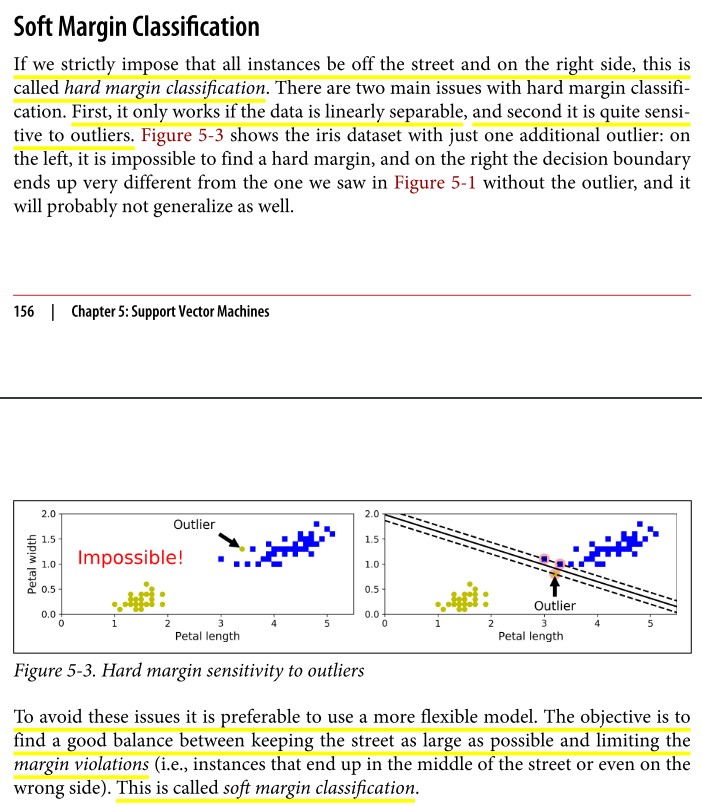 Soft Margin Classification
If we strictly impose that all instances be off the street and on the right side, this is
called hard margin classification. There are two main issues with hard margin classifi-
cation. First, it only works if the data is linearly separable, and second it is quite sensi-
tive to outliers. Figure 5-3 shows the iris dataset with just one additional outlier: on
the left, it is impossible to find a hard margin, and on the right the decision boundary
ends up very different from the one we saw in Figure 5-1 without the outlier, and it
will probably not generalize as well.
156 | Chapter 5: Support Vector Machines
2.0
1.5
1.0
0.5
0.0
Petal width
Outlier
Impossible!
0 1 2 3 4 5
Petal length
2.0
1.5
1.0
0.5
0.0
Outlier
0 1 2 3 4 5
Petal length
Figure 5-3. Hard margin sensitivity to outliers
To avoid these issues it is preferable to use a more flexible model. The objective is to
find a good balance between keeping the street as large as possible and limiting the
margin violations (i.e., instances that end up in the middle of the street or even on the
wrong side). This is called soft margin classification.